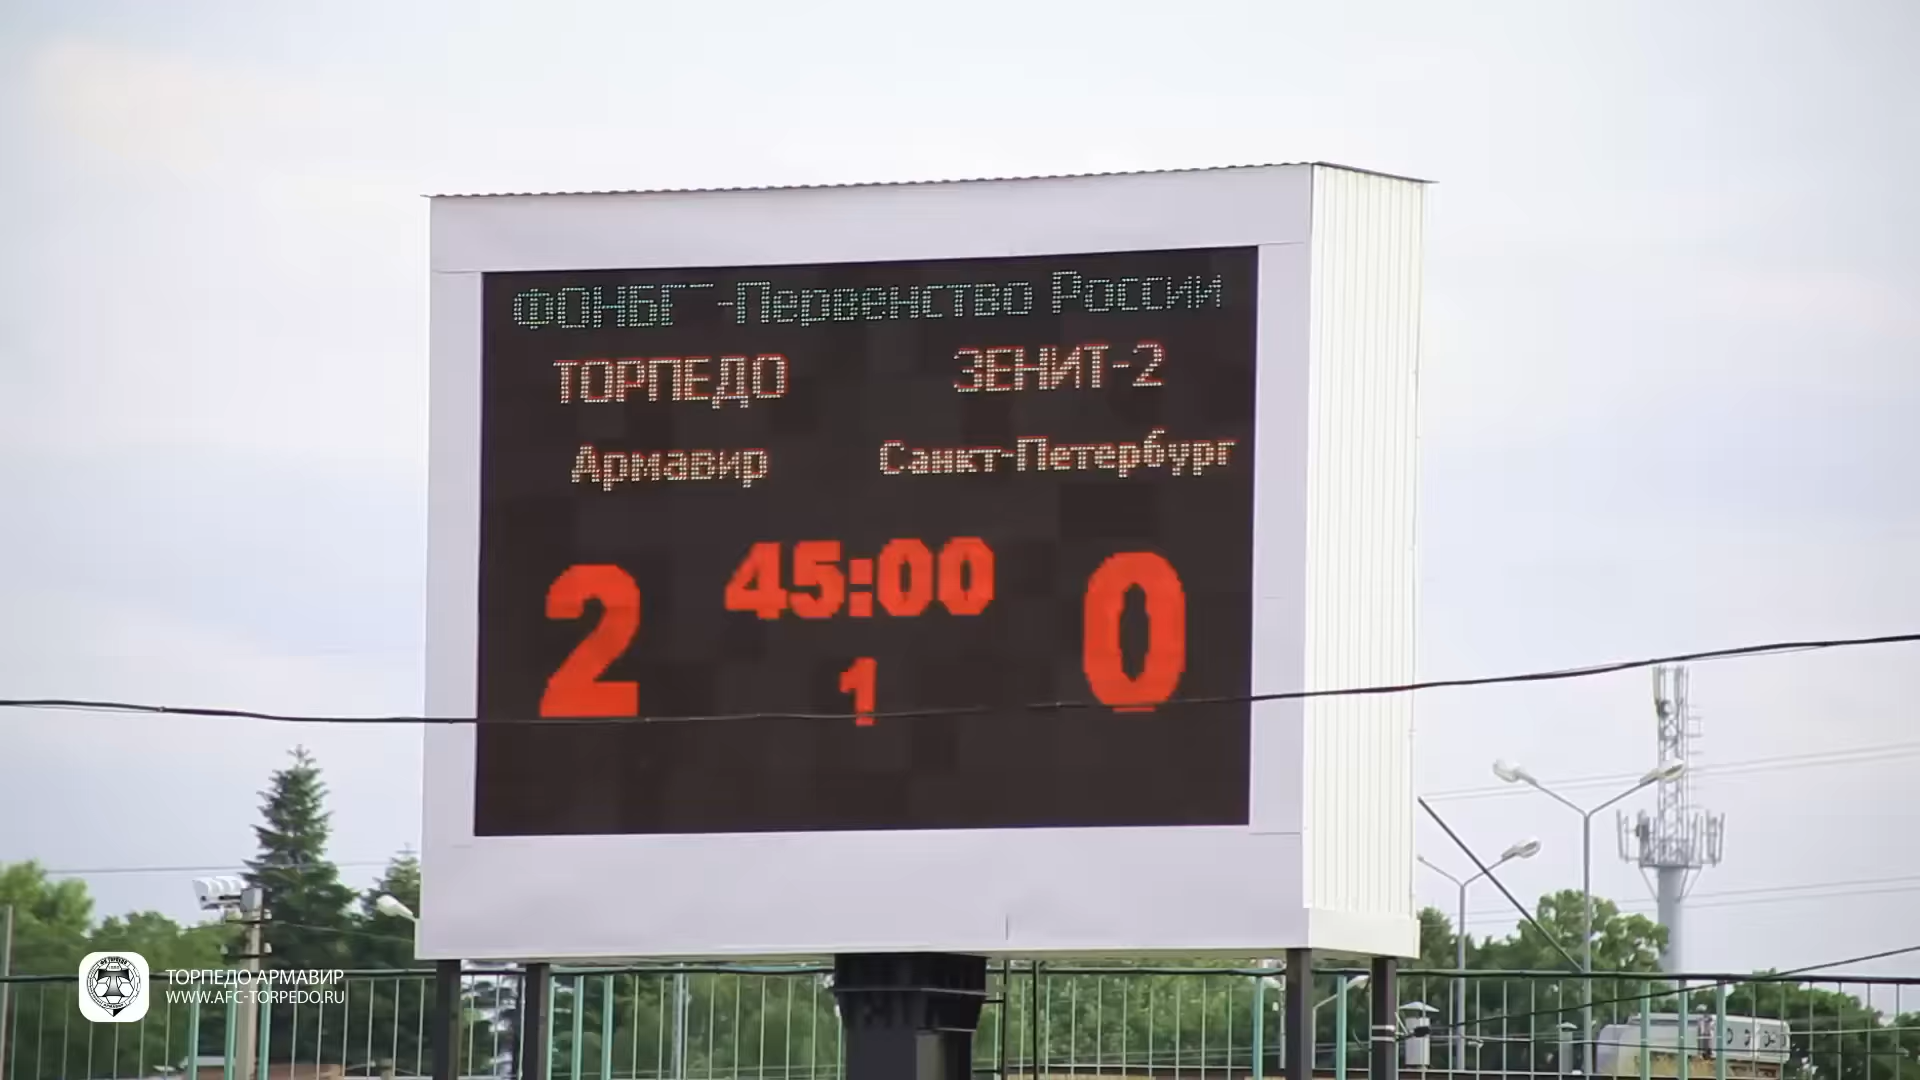 ФОНБЕТ-Первенство России
ТОРПЕДО ЗЕНИТ-2
Армавир Санкт-Петербург
2 45:00 0
1
ТОРПЕДО АРМАВИР
WWW.AFC-TORPEDO.RU